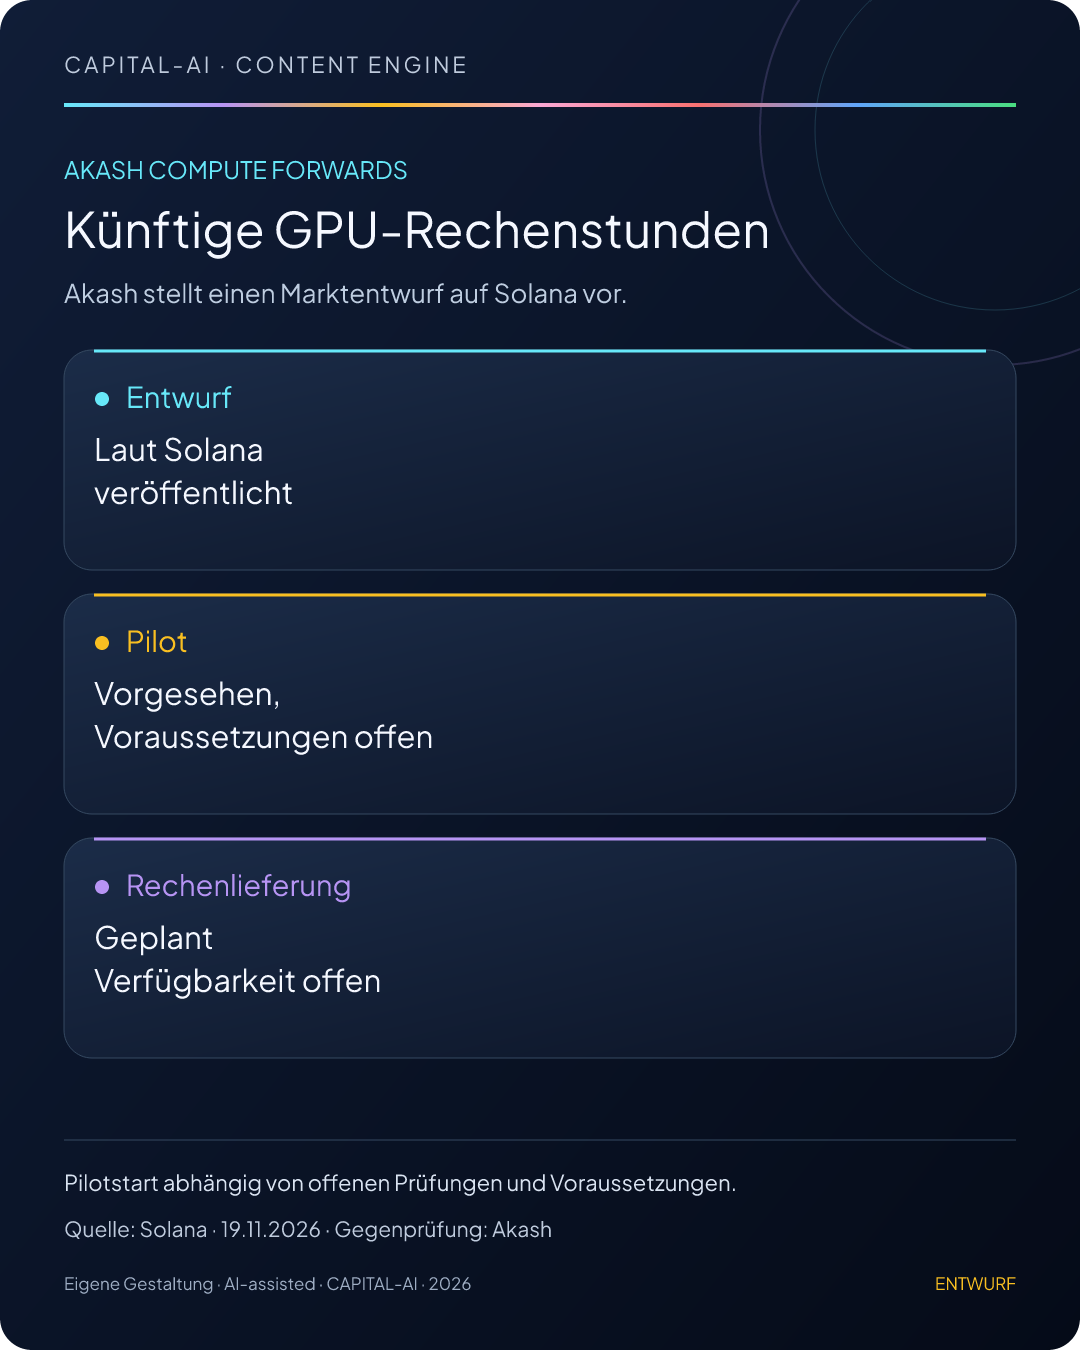 CAPITAL-AI · CONTENT ENGINE
AKASH COMPUTE FORWARDS
Künftige GPU-Rechenstunden
Akash stellt einen Marktentwurf auf Solana vor.
Entwurf
Laut Solana
veröffentlicht
Pilot
Vorgesehen,
Voraussetzungen offen
Rechenlieferung
Geplant
Verfügbarkeit offen
Pilotstart abhängig von offenen Prüfungen und Voraussetzungen.
Quelle: Solana · 19.11.2026 · Gegenprüfung: Akash
Eigene Gestaltung · AI-assisted · CAPITAL-AI · 2026
ENTWURF